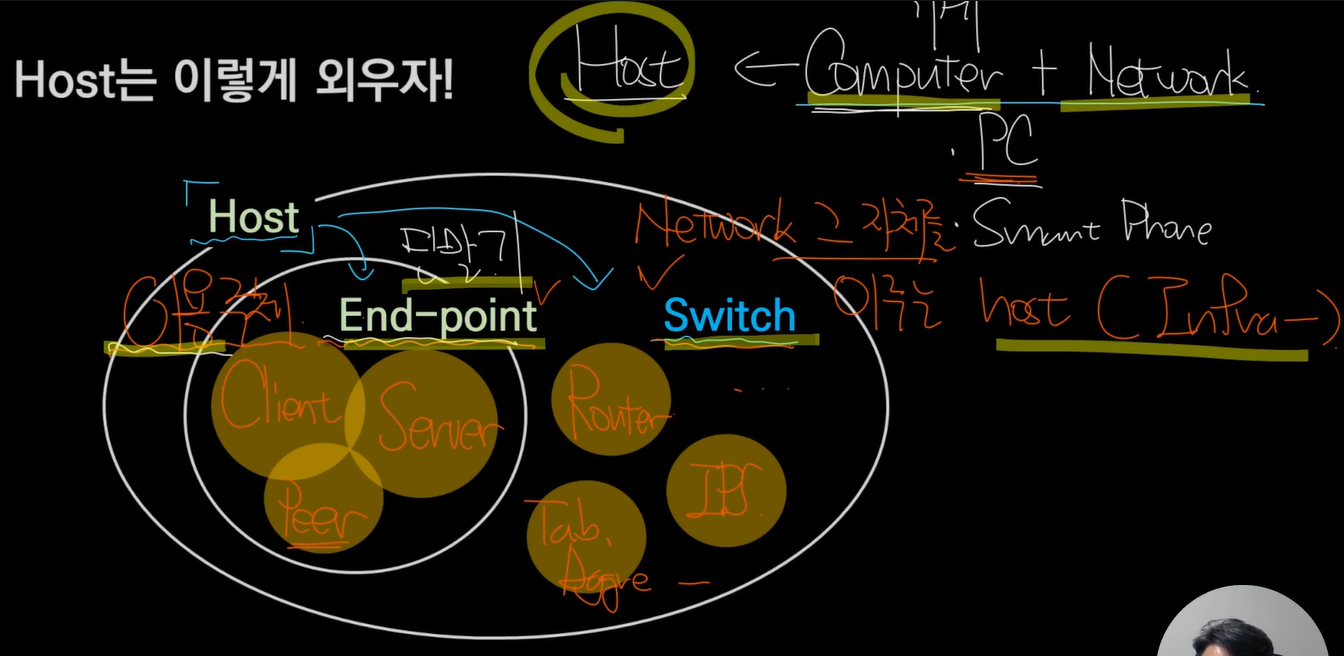 Host는 이렇게 외우자!
Host ← Computer + Network
· PC
· Smart Phone
Host
단말기
Network 그 자체를
이루는 host (Infra-)
이용주체
End-point
Switch
Client
Server
Peer
Router
· · · ·
IPS
Tab,
Aggre -